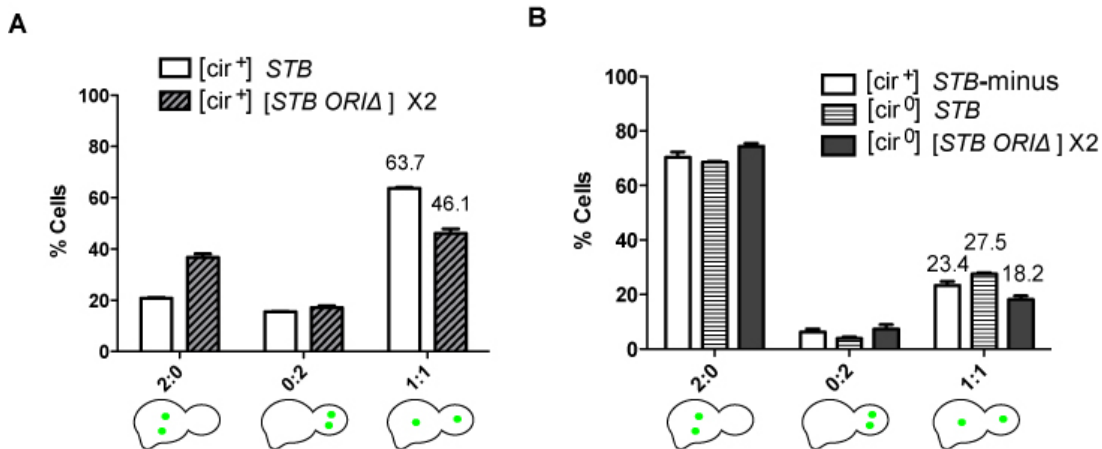 A
[cir⁺] STB
[cir⁺] [STB ORIΔ] X2
100
80
60
40
20
0
% Cells
63.7
46.1
2:0
0:2
1:1
B
[cir⁺] STB-minus
[cir⁰] STB
[cir⁰] [STB ORIΔ] X2
100
80
60
40
20
0
% Cells
23.4
27.5
18.2
2:0
0:2
1:1